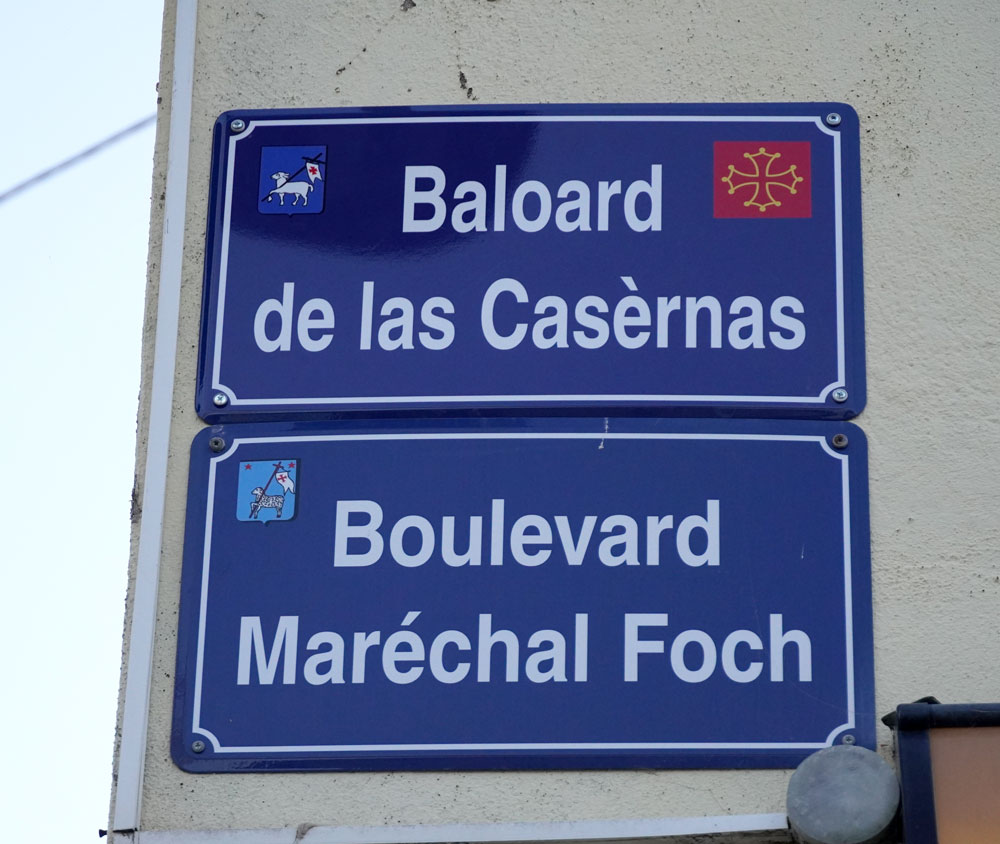 Baloard
de las Casèrnas
Boulevard
Maréchal Foch